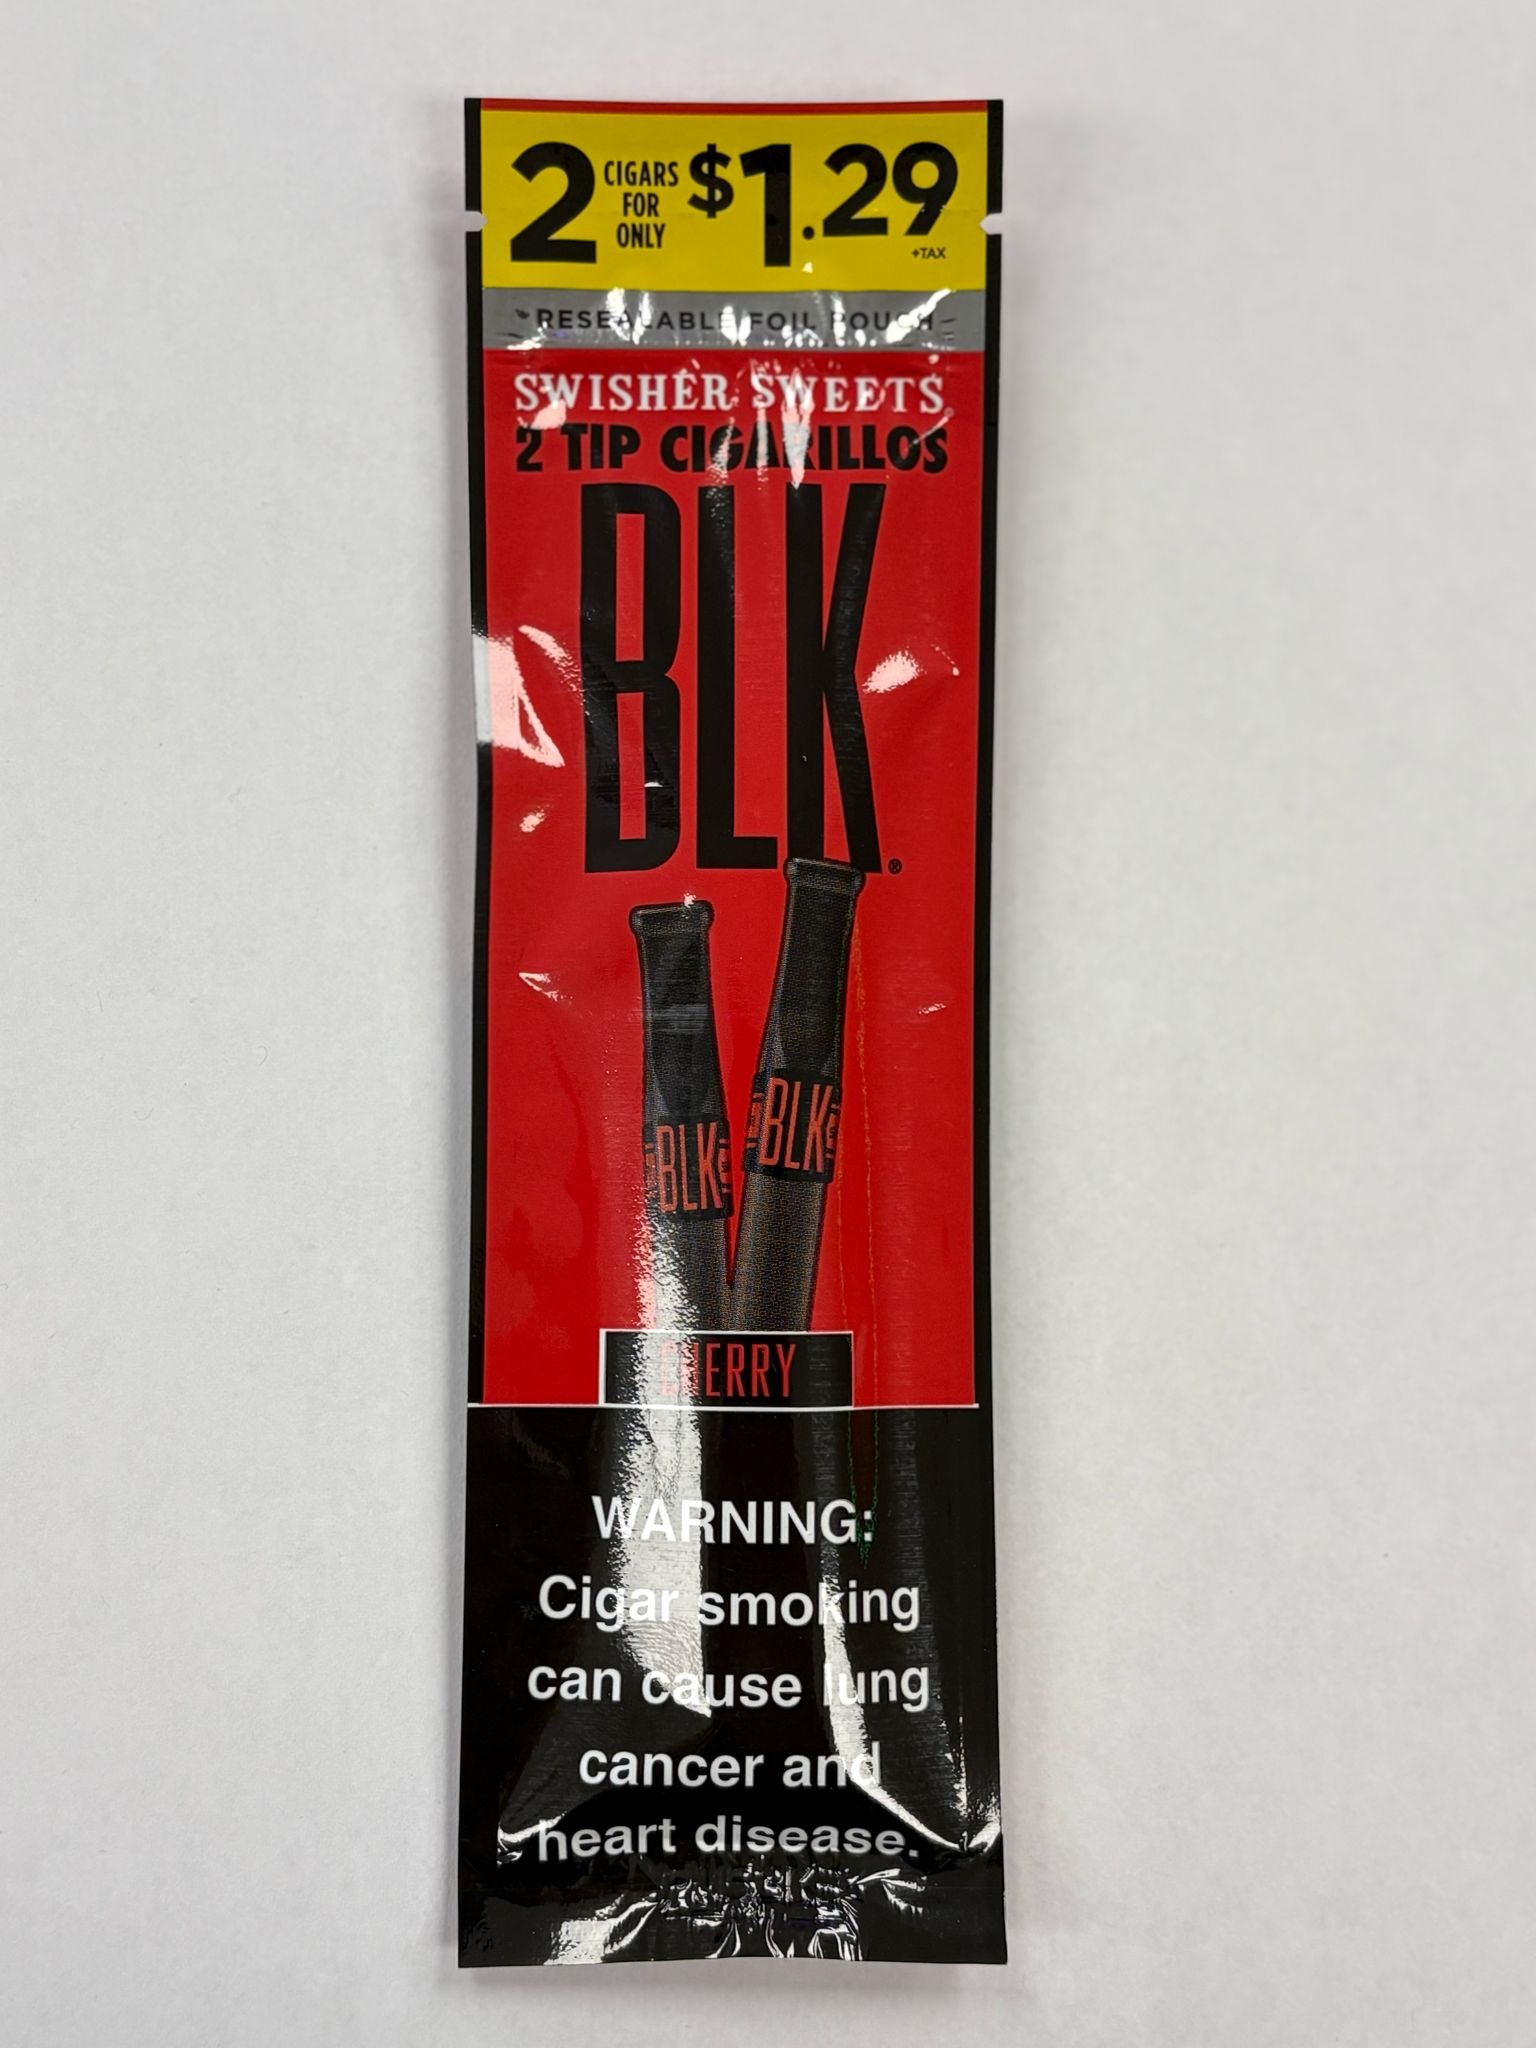 2 CIGARS FOR ONLY $1.29
+TAX
RESEALABLE FOIL POUCH
SWISHER SWEETS
2 TIP CIGARILLOS
BLK®
BLK
BLK
CHERRY
WARNING:
Cigar smoking
can cause lung
cancer and
heart disease.